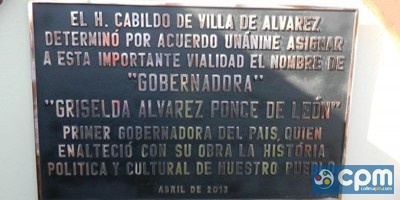 EL H. CABILDO DE VILLA DE ALVAREZ
DETERMINÓ POR ACUERDO UNÁNINE ASIGNAR
A ESTA IMPORTANTE VIALIDAD EL NOMBRE DE
"GOBERNADORA"
"GRISELDA ALVAREZ PONCE DE LEÓN"
PRIMER GOBERNADORA DEL PAIS, QUIEN
ENALTECIÓ CON SU OBRA LA HISTÓRIA
POLITICA Y CULTURAL DE NUESTRO PUEBLO.
ABRIL DE 2013
cpm